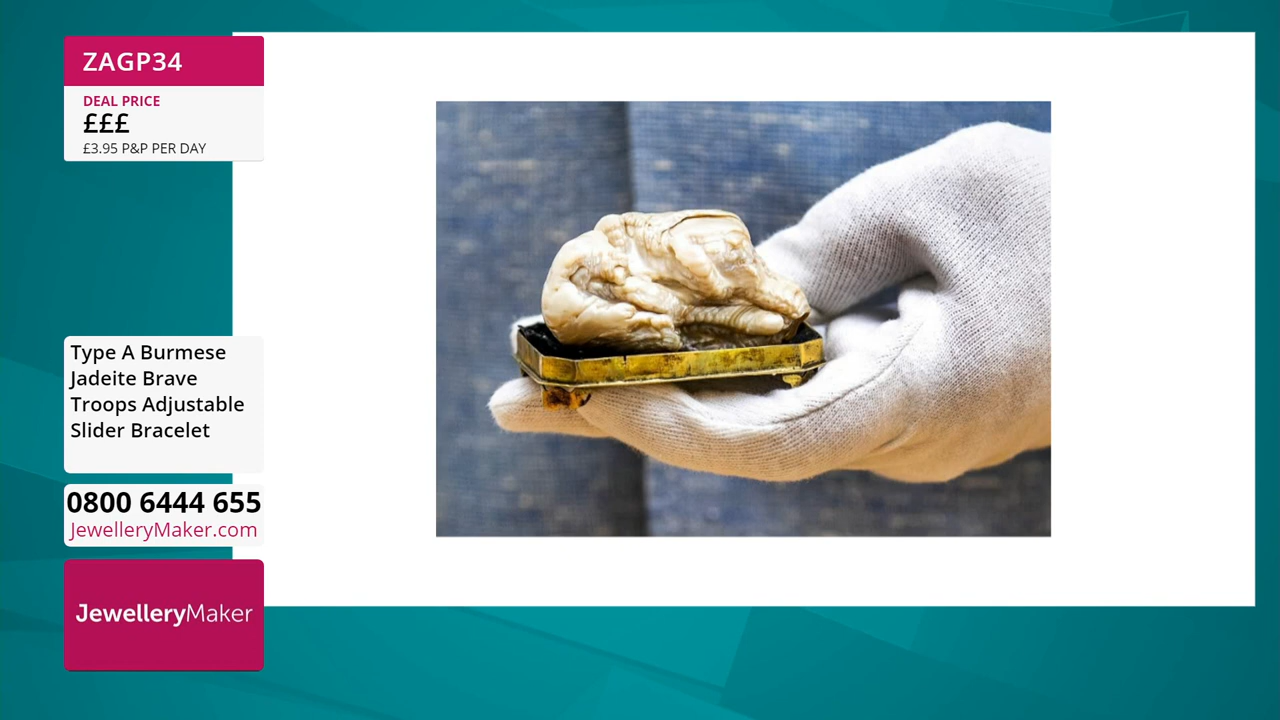 ZAGP34
DEAL PRICE
£££
£3.95 P&P PER DAY
Type A Burmese
Jadeite Brave
Troops Adjustable
Slider Bracelet
0800 6444 655
JewelleryMaker.com
JewelleryMaker